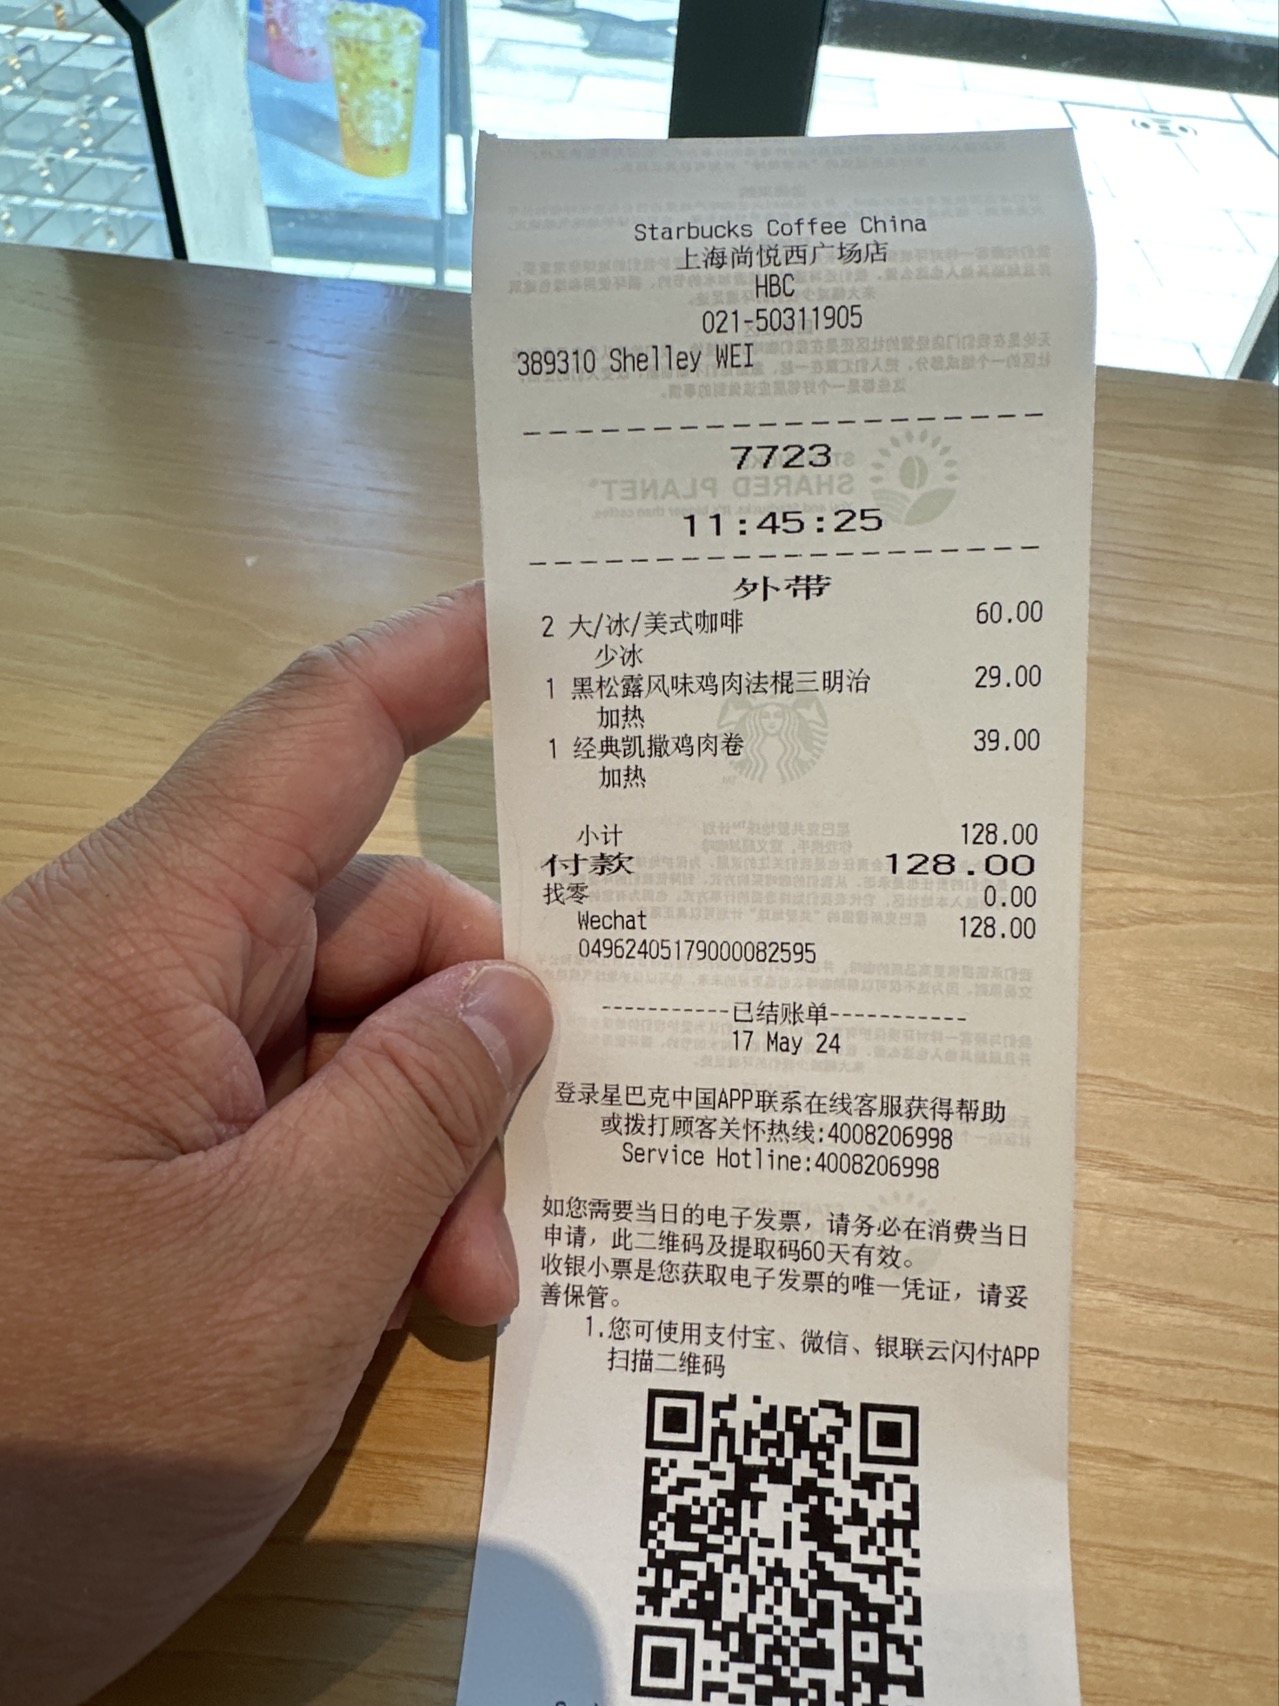 Starbucks Coffee China
上海尚悦西广场店
HBC
021-50311905
389310 Shelley WEI
7723
11:45:25
外带
2 大/冰/美式咖啡 60.00
少冰
1 黑松露风味鸡肉法棍三明治 29.00
加热
1 经典凯撒鸡肉卷 39.00
加热
小计 128.00
付款 128.00
找零 0.00
Wechat 128.00
04962405179000082595
-----------已结账单-----------
17 May 24
登录星巴克中国APP联系在线客服获得帮助
或拨打顾客关怀热线:4008206998
Service Hotline:4008206998
如您需要当日的电子发票，请务必在消费当日
申请，此二维码及提取码60天有效。
收银小票是您获取电子发票的唯一凭证，请妥
善保管。
1.您可使用支付宝、微信、银联云闪付APP
扫描二维码